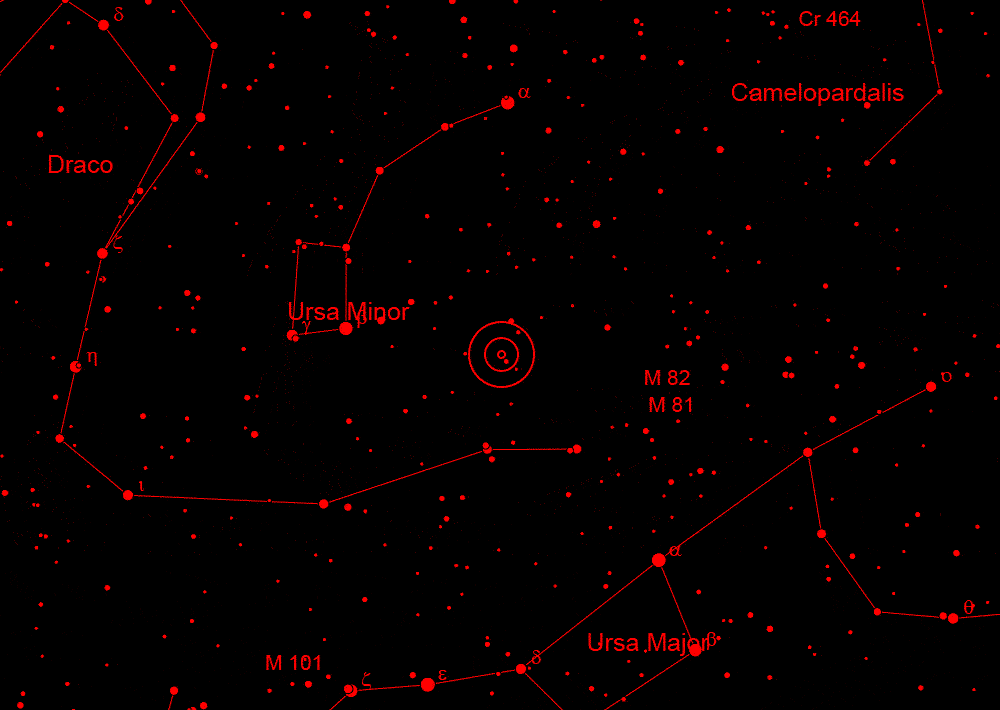 δ
Cr 464
α
Camelopardalis
Draco
ζ
Ursa Minor
γ
β
η
M 82
M 81
ο
ι
α
θ
Ursa Major
β
δ
M 101
ζ
ε